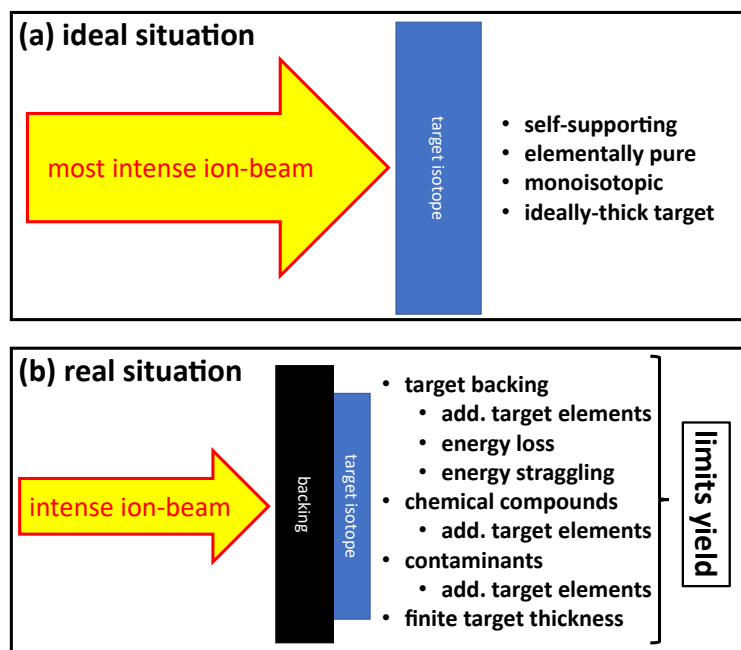 (a) ideal situation
most intense ion-beam
target isotope
• self-supporting
• elementally pure
• monoisotopic
• ideally-thick target
(b) real situation
intense ion-beam
backing
target isotope
• target backing
• add. target elements
• energy loss
• energy straggling
• chemical compounds
• add. target elements
• contaminants
• add. target elements
• finite target thickness
limits yield